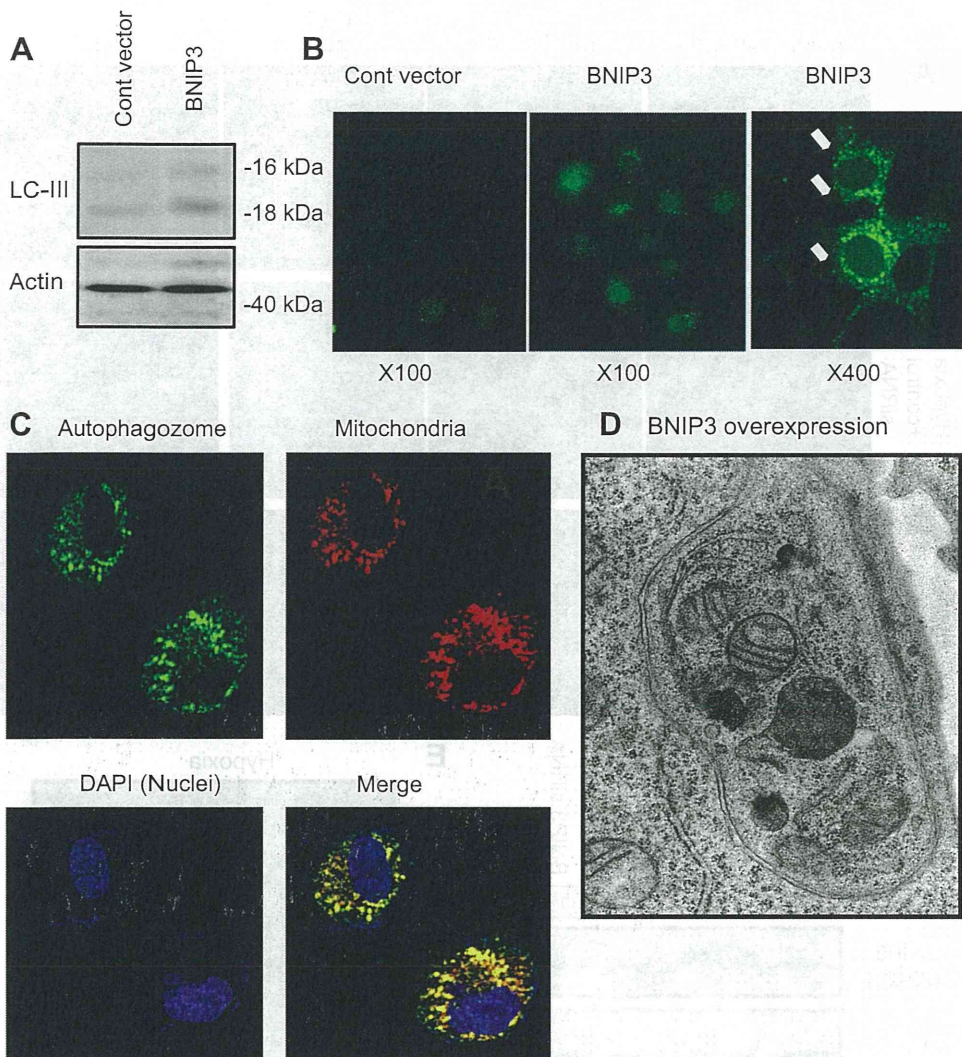 A
Cont vector
BNIP3
LC-III
-16 kDa
-18 kDa
Actin
-40 kDa
B
Cont vector
BNIP3
BNIP3
X100
X100
X400
C
Autophagozome
Mitochondria
DAPI (Nuclei)
Merge
D BNIP3 overexpression
Hypoxia
E